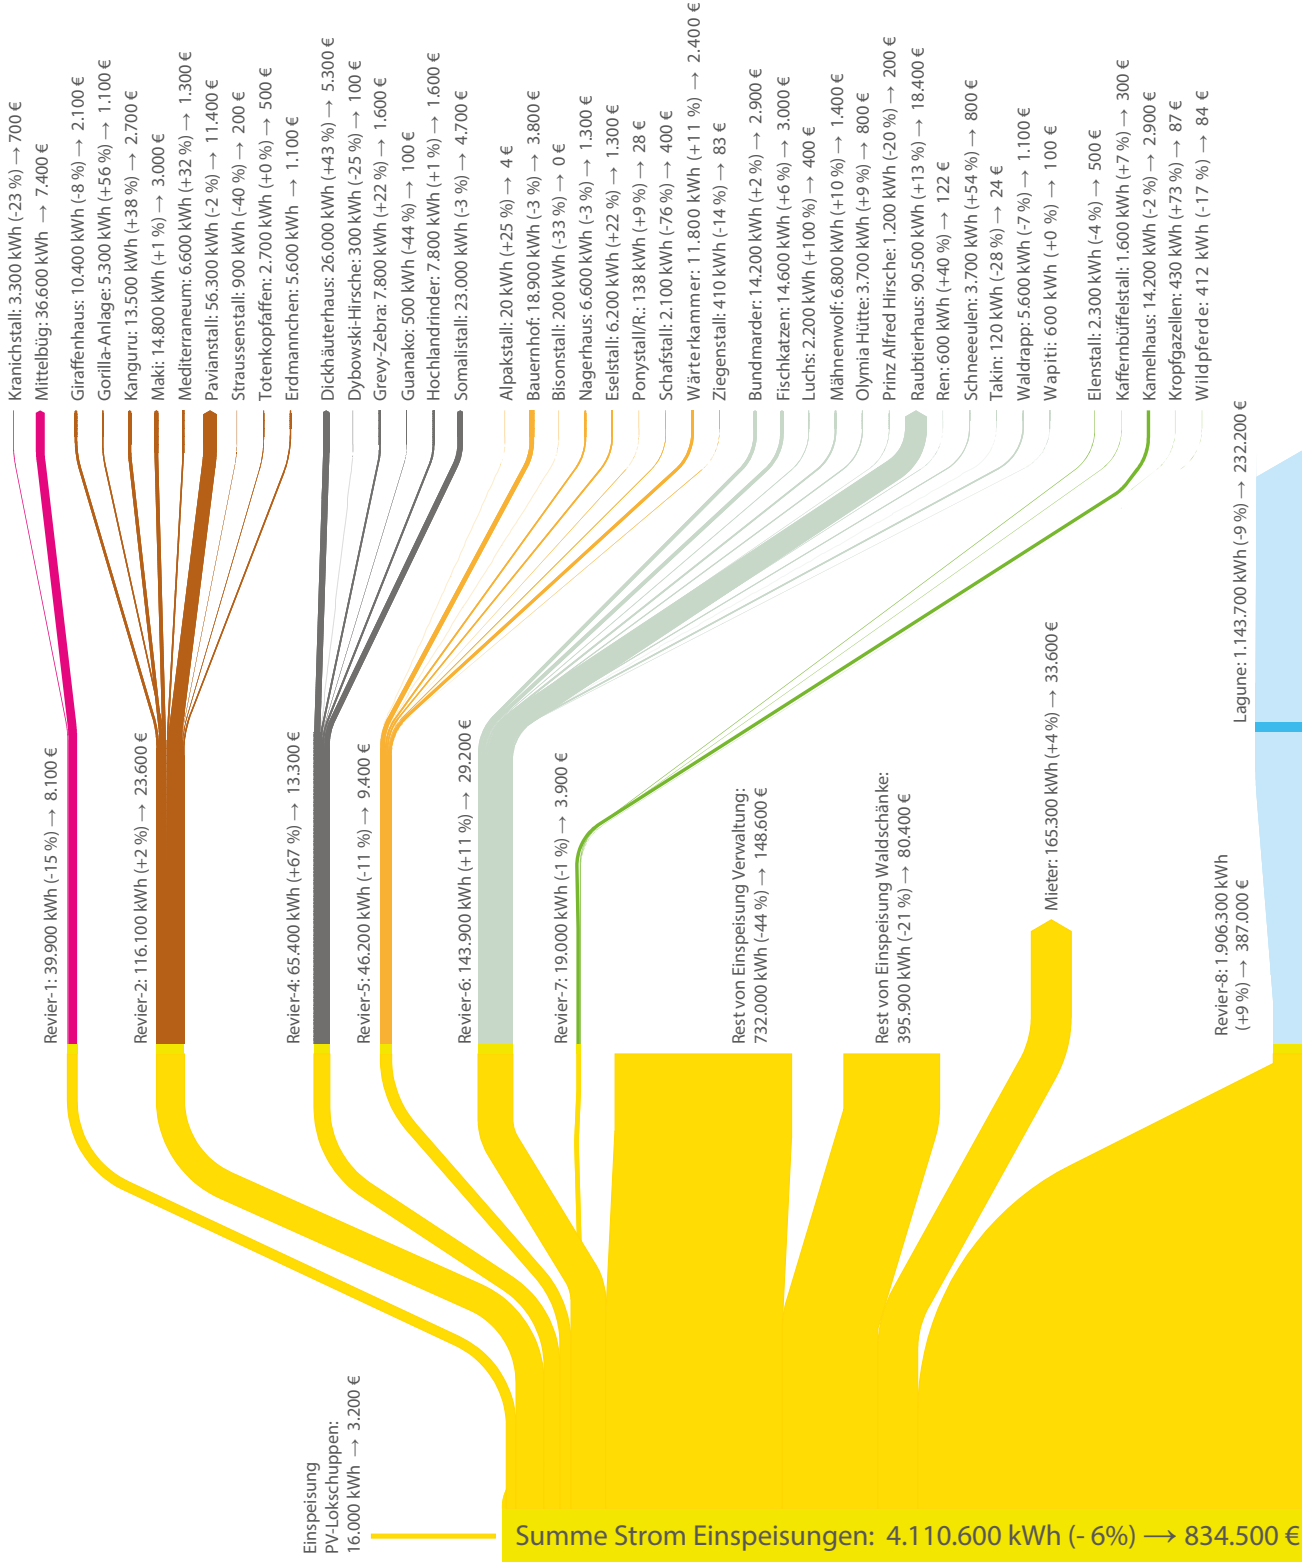 Kranichstall: 3.300 kWh (-23 %) → 700 €
Mittelbüg: 36.600 kWh → 7.400 €
Giraffenhaus: 10.400 kWh (-8 %) → 2.100 €
Gorilla-Anlage: 5.300 kWh (+56 %) → 1.100 €
Kanguru: 13.500 kWh (+38 %) → 2.700 €
Maki: 14.800 kWh (+1 %) → 3.000 €
Mediterraneum: 6.600 kWh (+32 %) → 1.300 €
Pavianstall: 56.300 kWh (-2 %) → 11.400 €
Straussenstall: 900 kWh (-40 %) → 200 €
Totenkopfaffen: 2.700 kWh (+0 %) → 500 €
Erdmännchen: 5.600 kWh → 1.100 €
Dickhäuterhaus: 26.000 kWh (+43 %) → 5.300 €
Dybowski-Hirsche: 300 kWh (-25 %) → 100 €
Grevy-Zebra: 7.800 kWh (+22 %) → 1.600 €
Guanako: 500 kWh (-44 %) → 100 €
Hochlandrinder: 7.800 kWh (+1 %) → 1.600 €
Somalistall: 23.000 kWh (-3 %) → 4.700 €
Alpakstall: 20 kWh (+25 %) → 4 €
Bauernhof: 18.900 kWh (-3 %) → 3.800 €
Bisonstall: 200 kWh (-33 %) → 0 €
Nagerhaus: 6.600 kWh (-3 %) → 1.300 €
Eselstall: 6.200 kWh (+22 %) → 1.300 €
Ponystall/R.: 138 kWh (+9 %) → 28 €
Schafstall: 2.100 kWh (-76 %) → 400 €
Wärterkammer: 11.800 kWh (+11 %) → 2.400 €
Ziegenstall: 410 kWh (-14 %) → 83 €
Bundmarder: 14.200 kWh (+2 %) → 2.900 €
Fischkatzen: 14.600 kWh (+6 %) → 3.000 €
Luchs: 2.200 kWh (+100 %) → 400 €
Mähnenwolf: 6.800 kWh (+10 %) → 1.400 €
Olymia Hütte: 3.700 kWh (+9 %) → 800 €
Prinz Alfred Hirsche: 1.200 kWh (-20 %) → 200 €
Raubtierhaus: 90.500 kWh (+13 %) → 18.400 €
Ren: 600 kWh (+40 %) → 122 €
Schneeeulen: 3.700 kWh (+54 %) → 800 €
Takin: 120 kWh (-28 %) → 24 €
Waldrapp: 5.600 kWh (-7 %) → 1.100 €
Wapiti: 600 kWh (+0 %) → 100 €
Elenstall: 2.300 kWh (-4 %) → 500 €
Kaffernbüffelstall: 1.600 kWh (+7 %) → 300 €
Kamelhaus: 14.200 kWh (-2 %) → 2.900 €
Kropfgazellen: 430 kWh (+73 %) → 87 €
Wildpferde: 412 kWh (-17 %) → 84 €
Lagune: 1.143.700 kWh (-9 %) → 232.200 €
Revier-1: 39.900 kWh (-15 %) → 8.100 €
Revier-2: 116.100 kWh (+2 %) → 23.600 €
Revier-4: 65.400 kWh (+67 %) → 13.300 €
Revier-5: 46.200 kWh (-11 %) → 9.400 €
Revier-6: 143.900 kWh (+11 %) → 29.200 €
Revier-7: 19.000 kWh (-1 %) → 3.900 €
Rest von Einspeisung Verwaltung:
732.000 kWh (-44 %) → 148.600 €
Rest von Einspeisung Waldschänke:
395.900 kWh (-21 %) → 80.400 €
Mieter: 165.300 kWh (+4 %) → 33.600 €
Revier-8: 1.906.300 kWh
(+9 %) → 387.000 €
Einspeisung
PV-Lokschuppen:
16.000 kWh → 3.200 €
Summe Strom Einspeisungen: 4.110.600 kWh (- 6%) → 834.500 €